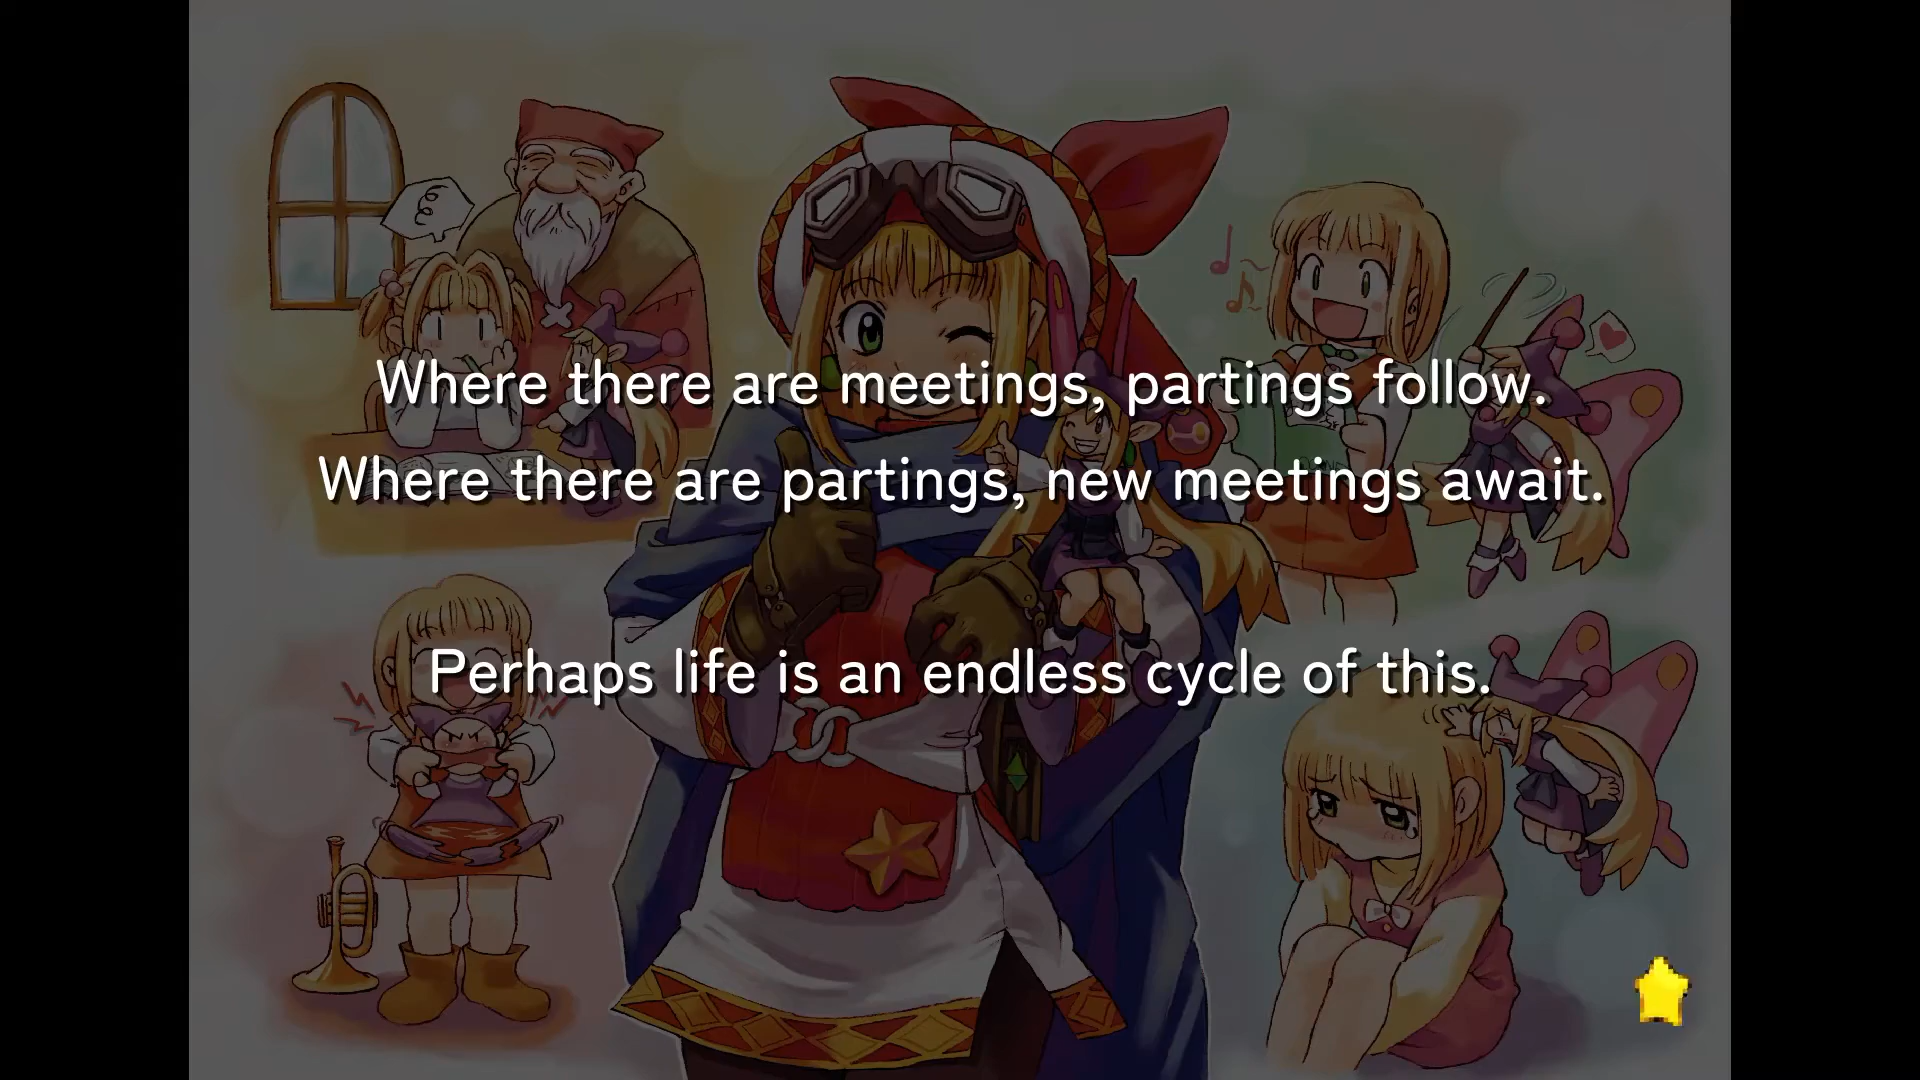 Where there are meetings, partings follow.
Where there are partings, new meetings await.
Perhaps life is an endless cycle of this.